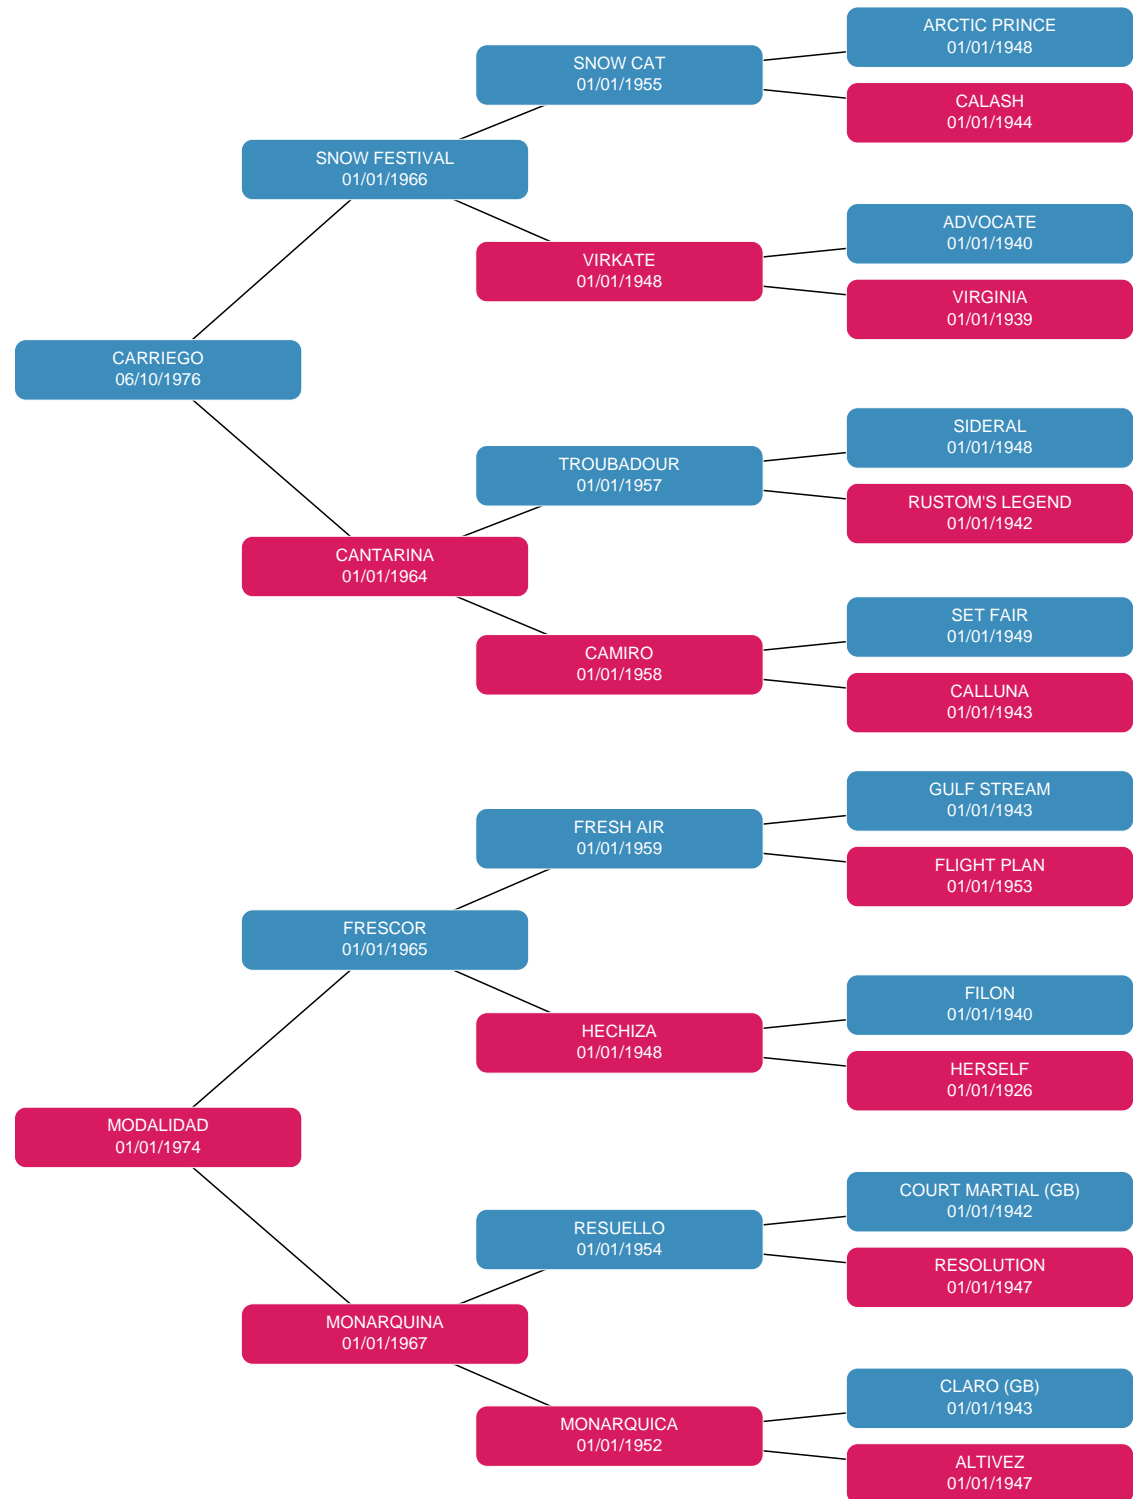 ARCTIC PRINCE
01/01/1948
SNOW CAT
01/01/1955
CALASH
01/01/1944
SNOW FESTIVAL
01/01/1966
ADVOCATE
01/01/1940
VIRKATE
01/01/1948
VIRGINIA
01/01/1939
CARRIEGO
06/10/1976
SIDERAL
01/01/1948
TROUBADOUR
01/01/1957
RUSTOM'S LEGEND
01/01/1942
CANTARINA
01/01/1964
SET FAIR
01/01/1949
CAMIRO
01/01/1958
CALLUNA
01/01/1943
GULF STREAM
01/01/1943
FRESH AIR
01/01/1959
FLIGHT PLAN
01/01/1953
FRESCOR
01/01/1965
FILON
01/01/1940
HECHIZA
01/01/1948
HERSELF
01/01/1926
MODALIDAD
01/01/1974
COURT MARTIAL (GB)
01/01/1942
RESUELLO
01/01/1954
RESOLUTION
01/01/1947
MONARQUINA
01/01/1967
CLARO (GB)
01/01/1943
MONARQUICA
01/01/1952
ALTIVEZ
01/01/1947